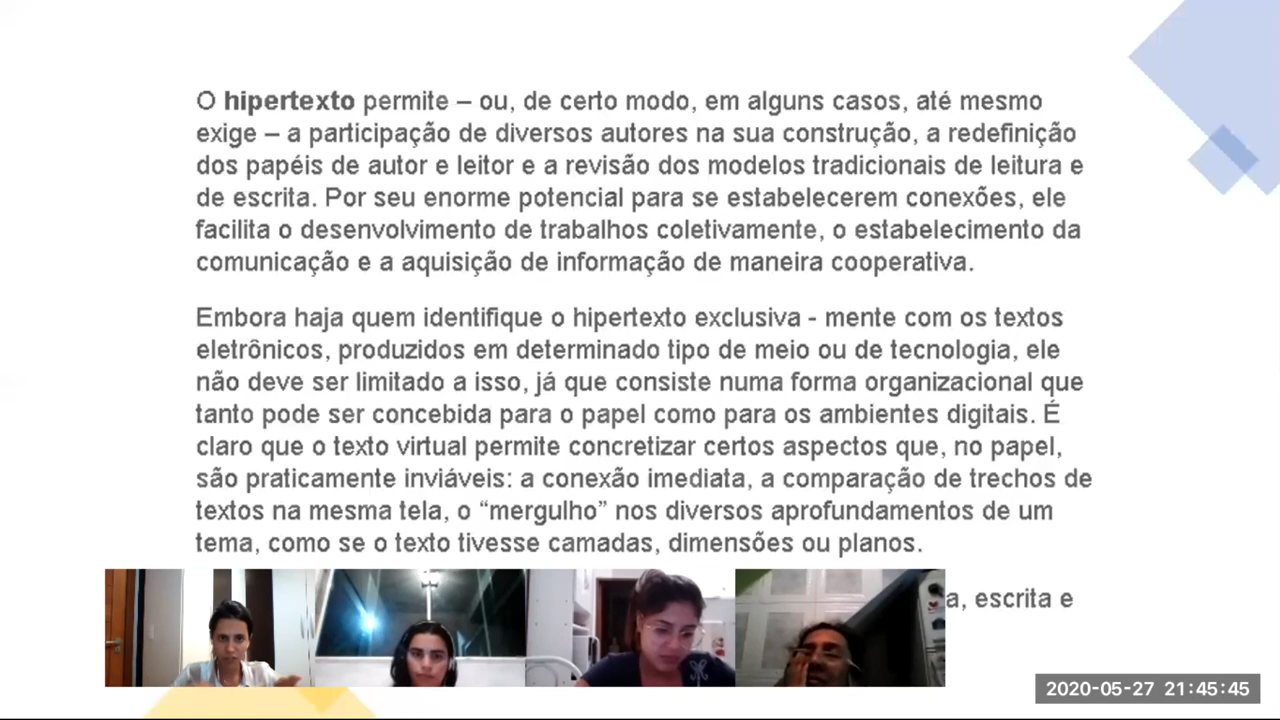 O hipertexto permite – ou, de certo modo, em alguns casos, até mesmo
exige – a participação de diversos autores na sua construção, a redefinição
dos papéis de autor e leitor e a revisão dos modelos tradicionais de leitura e
de escrita. Por seu enorme potencial para se estabelecerem conexões, ele
facilita o desenvolvimento de trabalhos coletivamente, o estabelecimento da
comunicação e a aquisição de informação de maneira cooperativa.
Embora haja quem identifique o hipertexto exclusiva - mente com os textos
eletrônicos, produzidos em determinado tipo de meio ou de tecnologia, ele
não deve ser limitado a isso, já que consiste numa forma organizacional que
tanto pode ser concebida para o papel como para os ambientes digitais. É
claro que o texto virtual permite concretizar certos aspectos que, no papel,
são praticamente inviáveis: a conexão imediata, a comparação de trechos de
textos na mesma tela, o “mergulho” nos diversos aprofundamentos de um
tema, como se o texto tivesse camadas, dimensões ou planos.
a, escrita e
2020-05-27 21:45:45